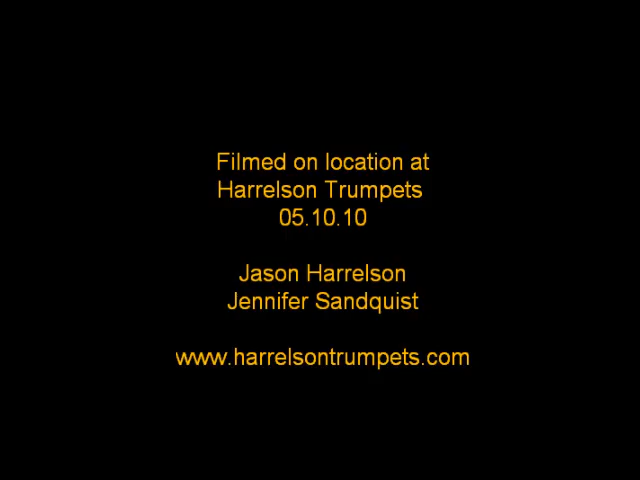 Filmed on location at
Harrelson Trumpets
05.10.10
Jason Harrelson
Jennifer Sandquist
www.harrelsontrumpets.com